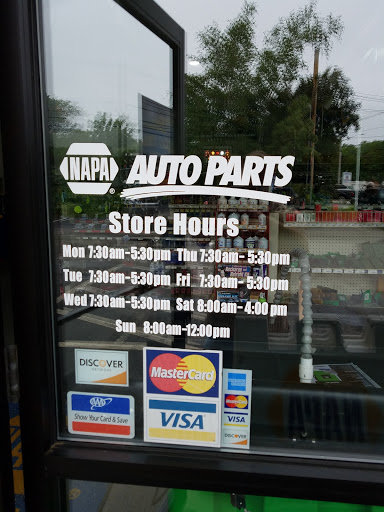 NAPA AUTO PARTS
Store Hours
Mon 7:30am-5:30pm Thu 7:30am-5:30pm
Tue 7:30am-5:30pm Fri 7:30am-5:30pm
Wed 7:30am-5:30pm Sat 8:00am-4:00pm
Sun 8:00am-12:00pm
DISCOVER
NETWORK
AAA
Show Your Card & Save
MasterCard
VISA
MasterCard
VISA
DISCOVER